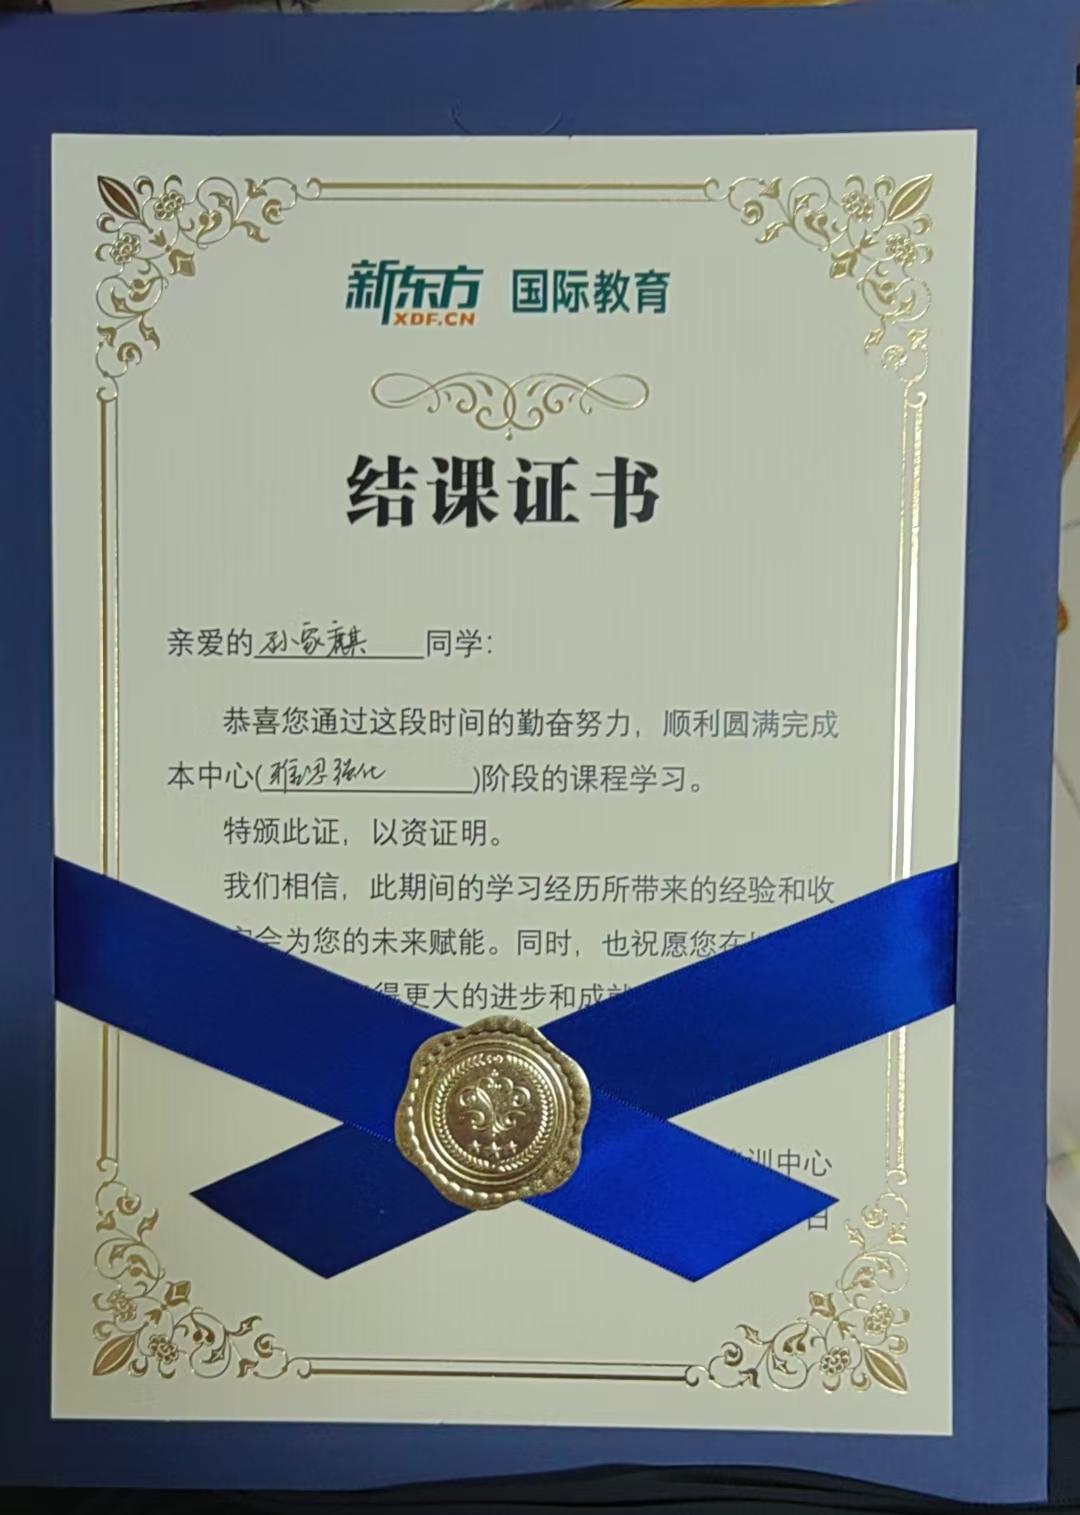 新东方 国际教育
XDF.CN
结课证书
亲爱的孙家麒同学：
恭喜您通过这段时间的勤奋努力，顺利圆满完成
本中心(雅思强化)阶段的课程学习。
特颁此证，以资证明。
我们相信，此期间的学习经历所带来的经验和收
会为您的未来赋能。同时，也祝愿您在
得更大的进步和成就
训中心
日